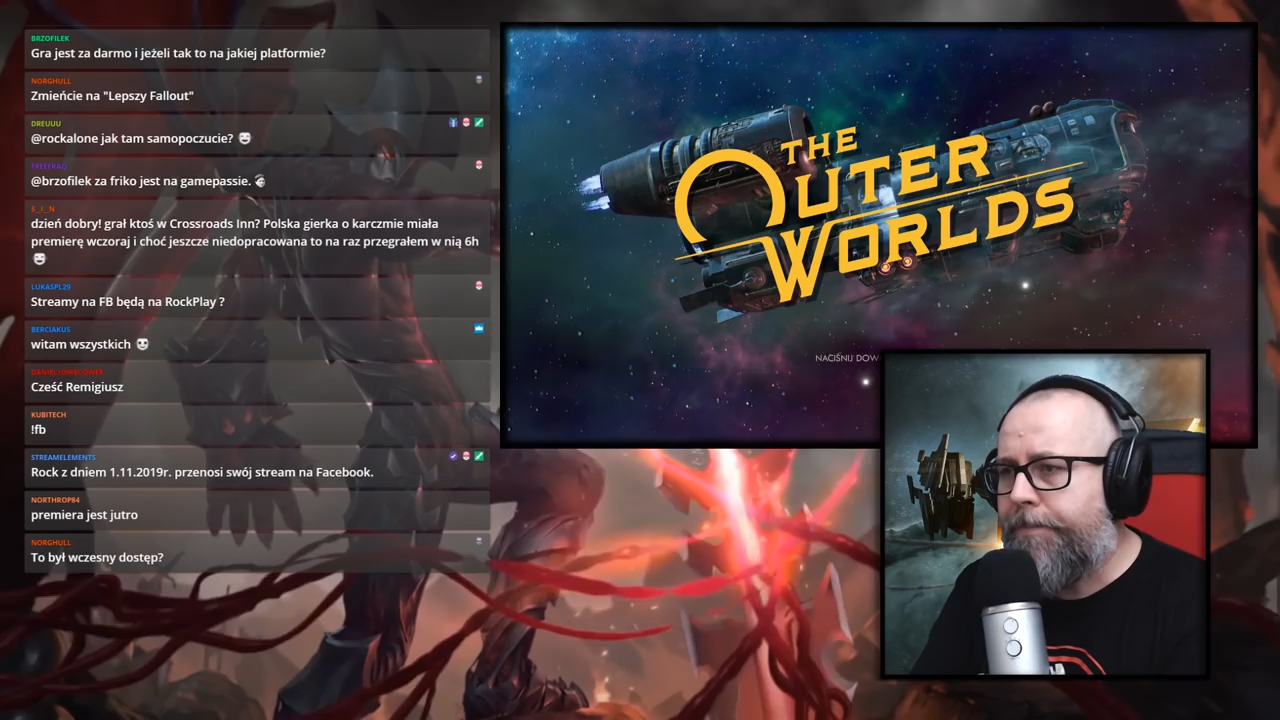 BRZOFILEK
Gra jest za darmo i jeżeli tak to na jakiej platformie?
NORGHULL
Zmieńcie na "Lepszy Fallout"
DREUUU
@rockalone jak tam samopoczucie?
@brzofilek za friko jest na gamepassie.
S_I_N
dzień dobry! grał ktoś w Crossroads Inn? Polska gierka o karczmie miała
premierę wczoraj i choć jeszcze niedopracowana to na raz przegrałem w nią 6h
LUKASPL29
Streamy na FB będą na RockPlay ?
BERCIAKUS
witam wszystkich
Cześć Remigiusz
KUBITECH
!fb
STREAMELEMENTS
Rock z dniem 1.11.2019r. przenosi swój stream na Facebook.
NORTHROP84
premiera jest jutro
NORGHULL
To był wczesny dostęp?
THE
OUTER
WORLDS
NACIŚNIJ DOW